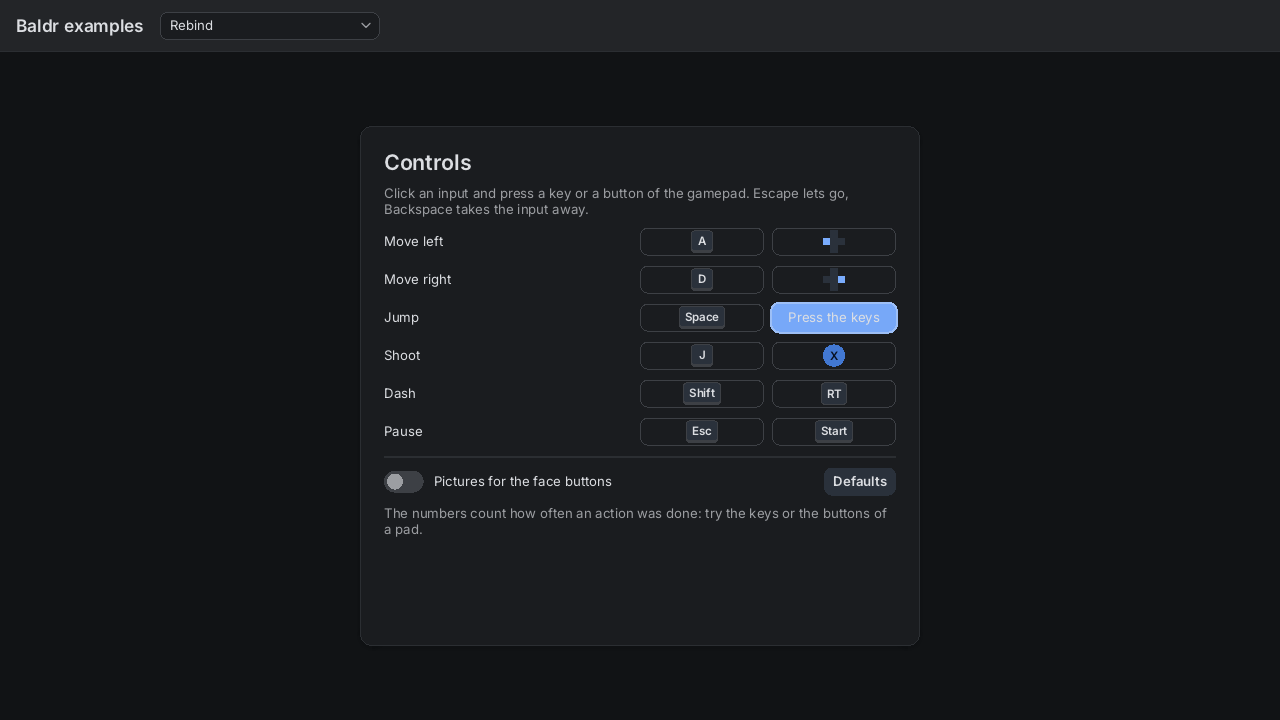 Baldr examples
Rebind
Controls
Click an input and press a key or a button of the gamepad. Escape lets go,
Backspace takes the input away.
Move left A
Move right D
Jump Space Press the keys
Shoot J X
Dash Shift RT
Pause Esc Start
Pictures for the face buttons Defaults
The numbers count how often an action was done: try the keys or the buttons of
a pad.